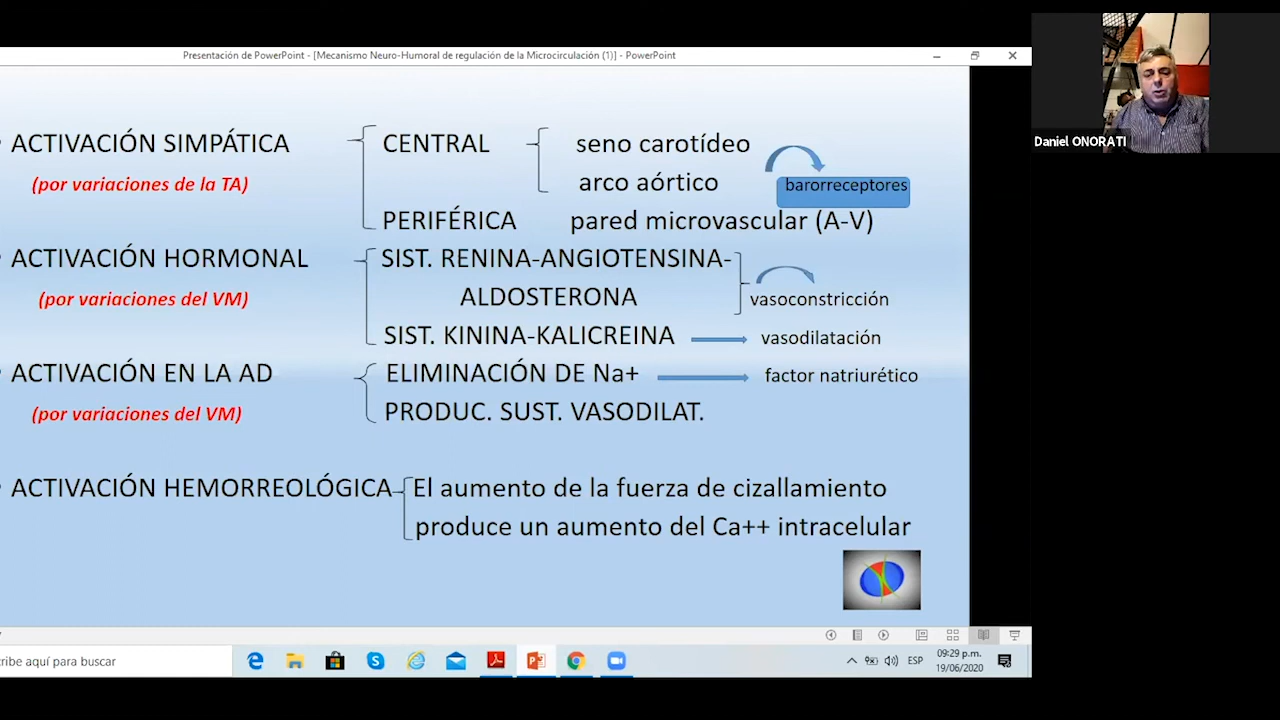 Presentación de PowerPoint - [Mecanismo Neuro-Humoral de regulación de la Microcirculación (1)] - PowerPoint
Daniel ONORATI
ACTIVACIÓN SIMPÁTICA
(por variaciones de la TA)
CENTRAL
seno carotídeo
arco aórtico
barorreceptores
PERIFÉRICA
pared microvascular (A-V)
ACTIVACIÓN HORMONAL
(por variaciones del VM)
SIST. RENINA-ANGIOTENSINA-
ALDOSTERONA
vasoconstricción
SIST. KININA-KALICREINA
vasodilatación
ACTIVACIÓN EN LA AD
(por variaciones del VM)
ELIMINACIÓN DE Na+
factor natriurético
PRODUC. SUST. VASODILAT.
ACTIVACIÓN HEMORREOLÓGICA
El aumento de la fuerza de cizallamiento
produce un aumento del Ca++ intracelular
cribe aquí para buscar
ESP
09:29 p.m.
19/06/2020